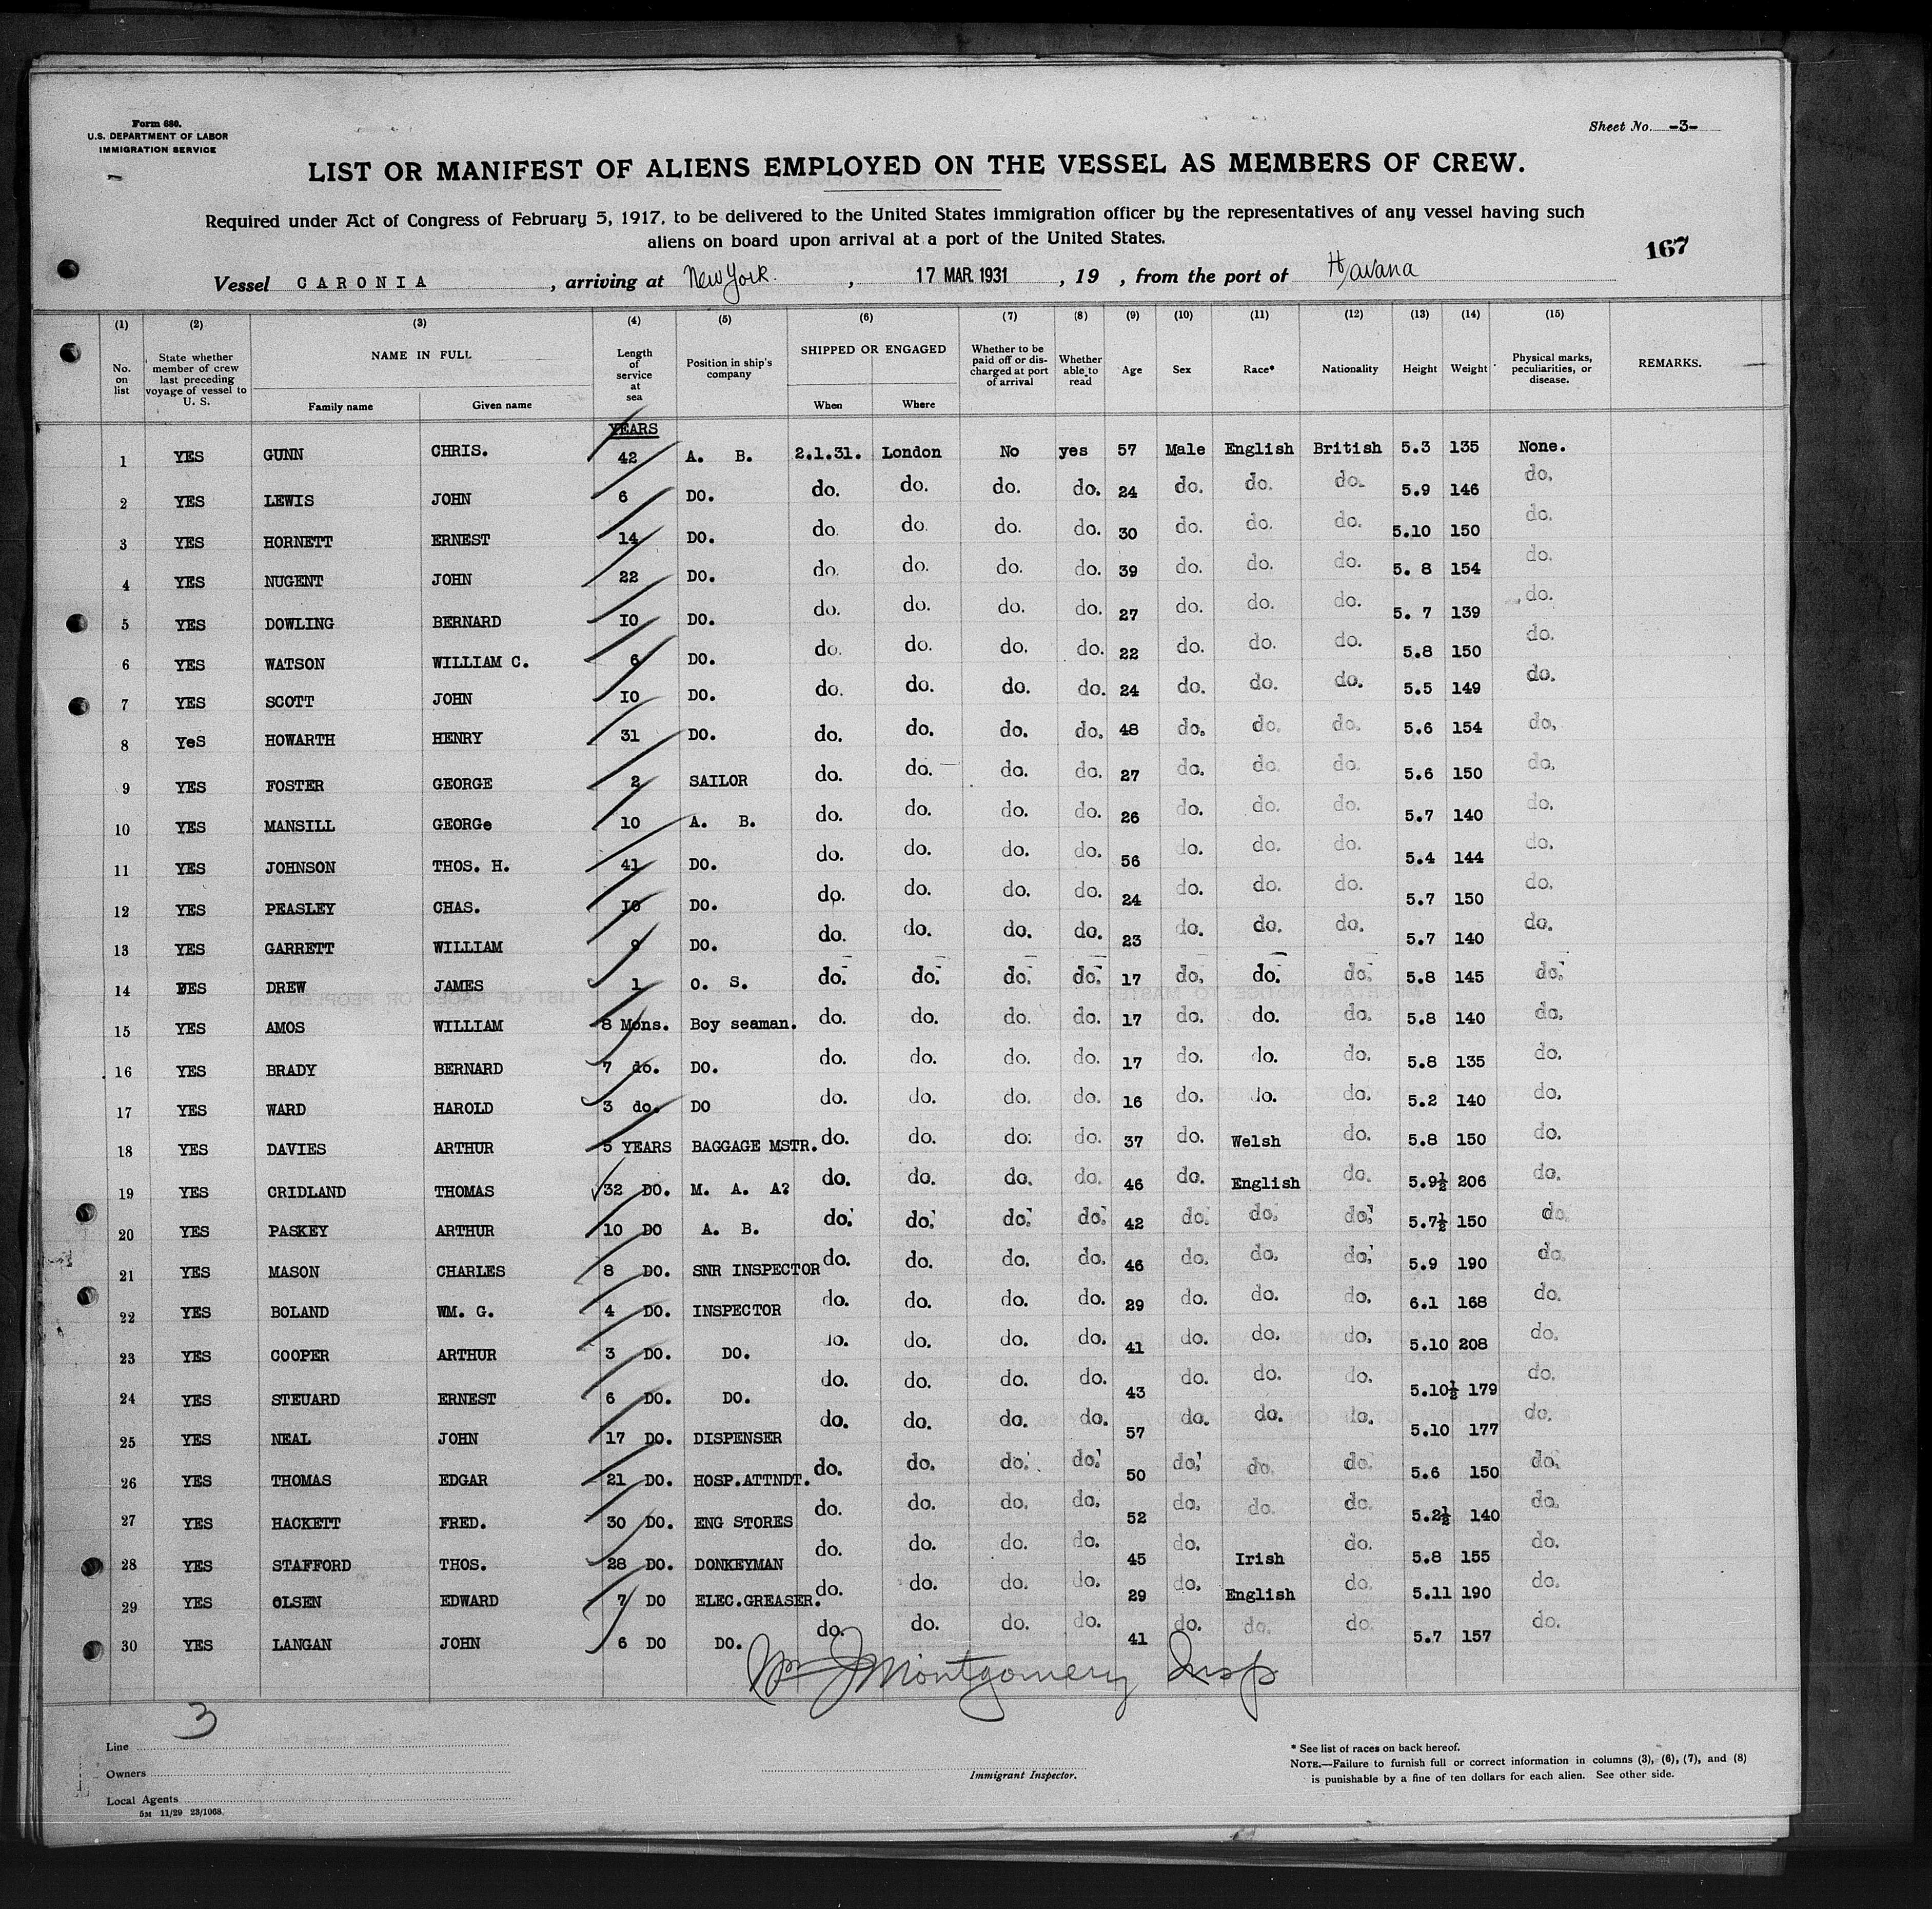 Form 680.
U.S. DEPARTMENT OF LABOR
IMMIGRATION SERVICE
Sheet No. -3-
LIST OR MANIFEST OF ALIENS EMPLOYED ON THE VESSEL AS MEMBERS OF CREW.
Required under Act of Congress of February 5, 1917, to be delivered to the United States immigration officer by the representatives of any vessel having such
aliens on board upon arrival at a port of the United States.
167
Vessel CARONIA, arriving at New York, 17 MAR. 1931, 19 , from the port of Havana
(1) (2) (3) (4) (5) (6) (7) (8) (9) (10) (11) (12) (13) (14) (15)
No. on list State whether member of crew last preceding voyage of vessel to U. S. NAME IN FULL Family name Given name Length of service at sea Position in ship's company SHIPPED OR ENGAGED When Where Whether to be paid off or discharged at port of arrival Whether able to read Age Sex Race* Nationality Height Weight Physical marks, peculiarities, or disease. REMARKS.
YEARS
1 YES GUNN CHRIS. 42 A. B. 2.1.31. London No yes 57 Male English British 5.3 135 None.
2 YES LEWIS JOHN 6 DO. do. do. do. do. 24 do. do. do. 5.9 146 do.
3 YES HORNETT ERNEST 14 DO. do. do. do. do. 30 do. do. do. 5.10 150 do.
4 YES NUGENT JOHN 22 DO. do. do. do. do. 39 do. do. do. 5. 8 154 do.
5 YES DOWLING BERNARD IO DO. do. do. do. do. 27 do. do. do. 5. 7 139 do.
6 YES WATSON WILLIAM C. 6 DO. do. do. do. do. 22 do. do. do. 5.8 150 do.
7 YES SCOTT JOHN IO DO. do. do. do. do. 24 do. do. do. 5.5 149 do.
8 YeS HOWARTH HENRY 31 DO. do. do. do. do. 48 do. do. do. 5.6 154 do.
9 YES FOSTER GEORGE 2 SAILOR do. do. do. do. 27 do. do. do. 5.6 150 do.
10 YES MANSILL GEORGe 10 A. B. do. do. do. do. 26 do. do. do. 5.7 140 do.
11 YES JOHNSON THOS. H. 41 DO. do. do. do. do. 56 do. do. do. 5.4 144 do.
12 YES PEASLEY CHAS. IO DO. do. do. do. do. 24 do. do. do. 5.7 150 do.
13 YES GARRETT WILLIAM 9 DO. do. do. do. do. 23 do. do. do. 5.7 140 do.
14 YES DREW JAMES 1 O. S. do. do. do. do. 17 do. do. do. 5.8 145 do.
15 YES AMOS WILLIAM 8 Mons. Boy seaman. do. do. do. do. 17 do. do. do. 5.8 140 do.
16 YES BRADY BERNARD 7 do. DO. do. do. do. do. 17 do. do. do. 5.8 135 do.
17 YES WARD HAROLD 3 do. DO do. do. do. do. 16 do. do. do. 5.2 140 do.
18 YES DAVIES ARTHUR 5 YEARS BAGGAGE MSTR. do. do. do. do. 37 do. Welsh do. 5.8 150 do.
19 YES CRIDLAND THOMAS 32 DO. M. A. A? do. do. do. do. 46 do. English do. 5.9½ 206 do.
20 YES PASKEY ARTHUR 10 DO A. B. do. do. do. do. 42 do. do. do. 5.7½ 150 do.
21 YES MASON CHARLES 8 DO. SNR INSPECTOR do. do. do. do. 46 do. do. do. 5.9 190 do.
22 YES BOLAND WM. G. 4 DO. INSPECTOR do. do. do. do. 29 do. do. do. 6.1 168 do.
23 YES COOPER ARTHUR 3 DO. DO. do. do. do. do. 41 do. do. do. 5.10 208 do.
24 YES STEUARD ERNEST 6 DO. DO. do. do. do. do. 43 do. do. do. 5.10½ 179 do.
25 YES NEAL JOHN 17 DO. DISPENSER do. do. do. do. 57 do. do. do. 5.10 177 do.
26 YES THOMAS EDGAR 21 DO. HOSP.ATTNDT. do. do. do. do. 50 do. do. do. 5.6 150 do.
27 YES HACKETT FRED. 30 DO. ENG STORES do. do. do. do. 52 do. do. do. 5.2½ 140 do.
28 YES STAFFORD THOS. 28 DO. DONKEYMAN do. do. do. do. 45 do. Irish do. 5.8 155 do.
29 YES OLSEN EDWARD 7 DO ELEC.GREASER. do. do. do. do. 29 do. English do. 5.11 190 do.
30 YES LANGAN JOHN 6 DO DO. do. do. do. do. 41 do. do. do. 5.7 157 do.
Wm J Montgomery Insp
3
Line
Owners
Local Agents
5M 11/29 23/1068
Immigrant Inspector.
* See list of races on back hereof.
NOTE.—Failure to furnish full or correct information in columns (3), (6), (7), and (8)
is punishable by a fine of ten dollars for each alien. See other side.